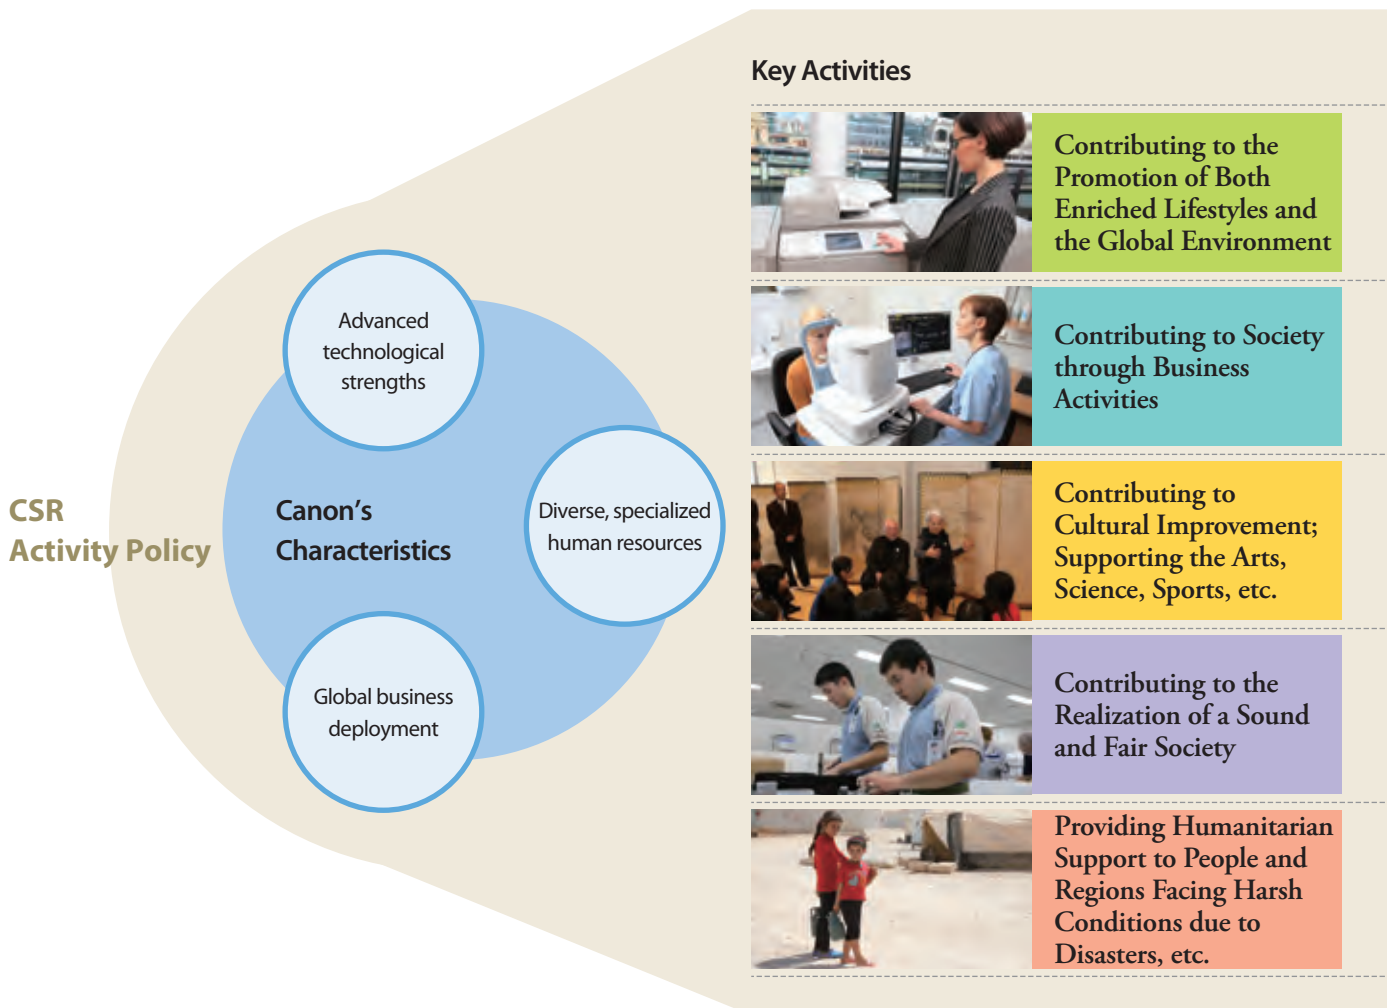 CSR
Activity Policy
Canon's
Characteristics
Advanced
technological
strengths
Diverse, specialized
human resources
Global business
deployment
Key Activities
Contributing to the
Promotion of Both
Enriched Lifestyles and
the Global Environment
Contributing to Society
through Business
Activities
Contributing to
Cultural Improvement;
Supporting the Arts,
Science, Sports, etc.
Contributing to the
Realization of a Sound
and Fair Society
Providing Humanitarian
Support to People and
Regions Facing Harsh
Conditions due to
Disasters, etc.